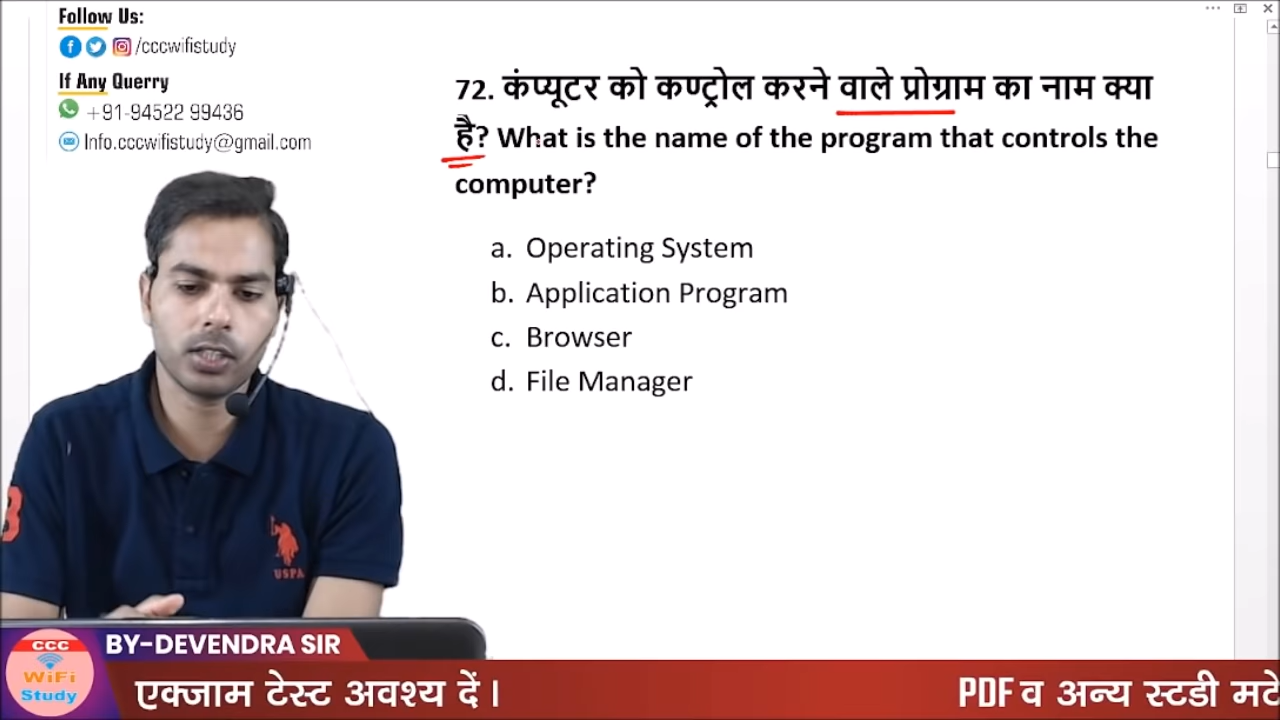 Follow Us:
/cccwifistudy
If Any Querry
+91-94522 99436
Info.cccwifistudy@gmail.com
72. कंप्यूटर को कण्ट्रोल करने वाले प्रोग्राम का नाम क्या
है? What is the name of the program that controls the
computer?
a. Operating System
b. Application Program
c. Browser
d. File Manager
USPA
BY-DEVENDRA SIR
CCC
WiFi
Study
एक्जाम टेस्ट अवश्य दें।
PDF व अन्य स्टडी मटे